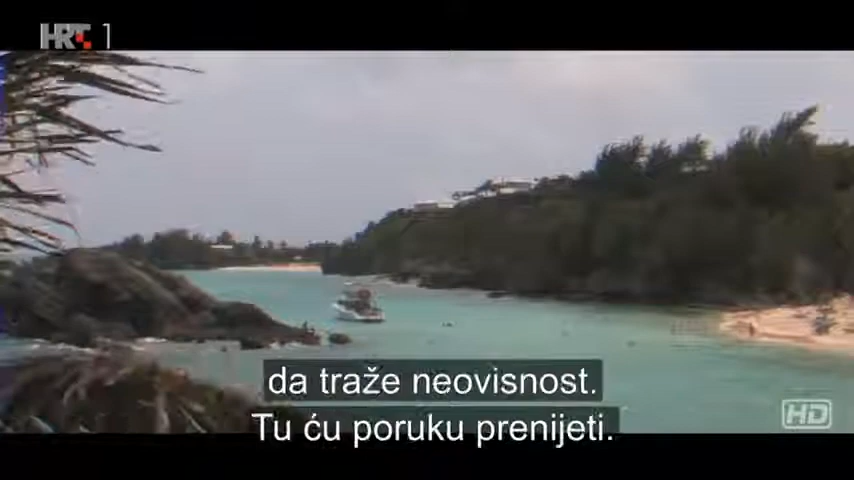 HRT 1
da traže neovisnost.
Tu ću poruku prenijeti.
HD